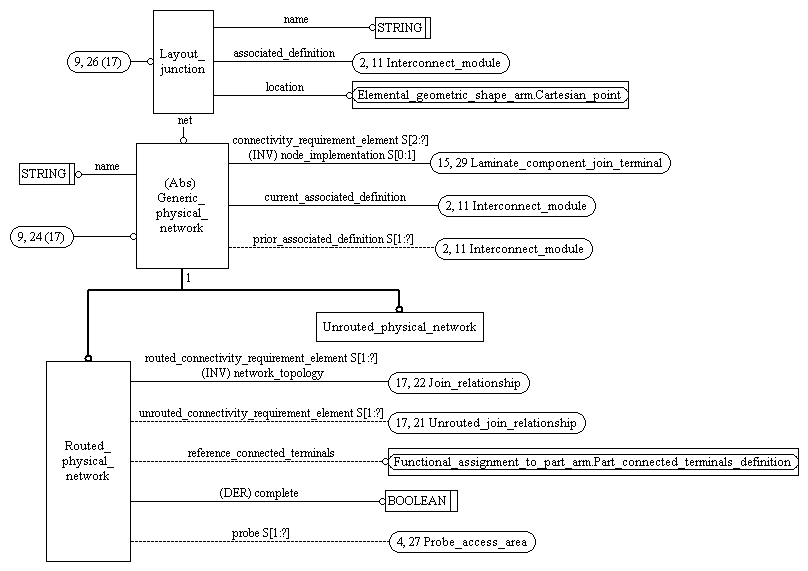 name
STRING
Layout_
junction
9, 26 (17)
associated_definition
2, 11 Interconnect_module
location
Elemental_geometric_shape_arm.Cartesian_point
net
connectivity_requirement_element S[2:?]
(INV) node_implementation S[0:1]
15, 29 Laminate_component_join_terminal
name
STRING
(Abs)
Generic_
physical_
network
current_associated_definition
2, 11 Interconnect_module
9, 24 (17)
prior_associated_definition S[1:?]
2, 11 Interconnect_module
1
Unrouted_physical_network
routed_connectivity_requirement_element S[1:?]
(INV) network_topology
17, 22 Join_relationship
unrouted_connectivity_requirement_element S[1:?]
17, 21 Unrouted_join_relationship
Routed_
physical_
network
reference_connected_terminals
Functional_assignment_to_part_arm.Part_connected_terminals_definition
(DER) complete
BOOLEAN
probe S[1:?]
4, 27 Probe_access_area